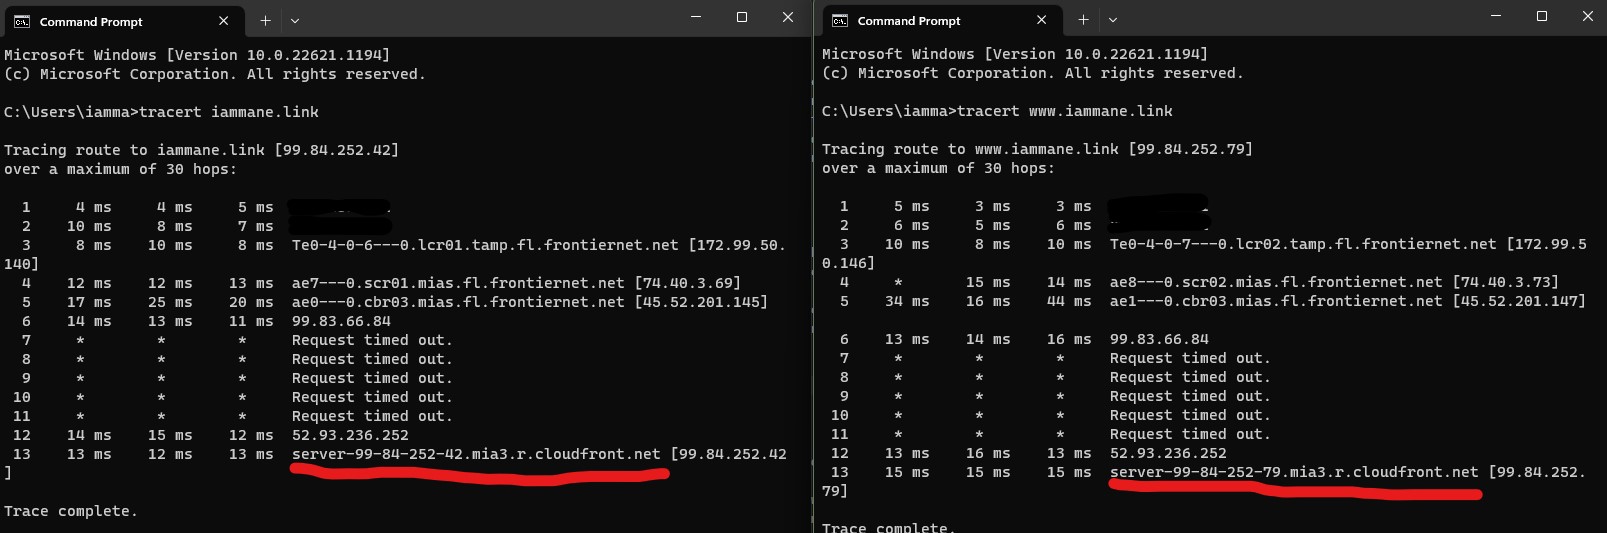 Command Prompt
Microsoft Windows [Version 10.0.22621.1194]
(c) Microsoft Corporation. All rights reserved.
C:\Users\iamma>tracert iammane.link
Tracing route to iammane.link [99.84.252.42]
over a maximum of 30 hops:
1 4 ms 4 ms 5 ms
2 10 ms 8 ms 7 ms
3 8 ms 10 ms 8 ms Te0-4-0-6---0.lcr01.tamp.fl.frontiernet.net [172.99.50.
140]
4 12 ms 12 ms 13 ms ae7---0.scr01.mias.fl.frontiernet.net [74.40.3.69]
5 17 ms 25 ms 20 ms ae0---0.cbr03.mias.fl.frontiernet.net [45.52.201.145]
6 14 ms 13 ms 11 ms 99.83.66.84
7 * * * Request timed out.
8 * * * Request timed out.
9 * * * Request timed out.
10 * * * Request timed out.
11 * * * Request timed out.
12 14 ms 15 ms 12 ms 52.93.236.252
13 13 ms 12 ms 13 ms server-99-84-252-42.mia3.r.cloudfront.net [99.84.252.42
]
Trace complete.
Command Prompt
Microsoft Windows [Version 10.0.22621.1194]
(c) Microsoft Corporation. All rights reserved.
C:\Users\iamma>tracert www.iammane.link
Tracing route to www.iammane.link [99.84.252.79]
over a maximum of 30 hops:
1 5 ms 3 ms 3 ms
2 6 ms 5 ms 6 ms
3 10 ms 8 ms 10 ms Te0-4-0-7---0.lcr02.tamp.fl.frontiernet.net [172.99.5
0.146]
4 * 15 ms 14 ms ae8---0.scr02.mias.fl.frontiernet.net [74.40.3.73]
5 34 ms 16 ms 44 ms ae1---0.cbr03.mias.fl.frontiernet.net [45.52.201.147]
6 13 ms 14 ms 16 ms 99.83.66.84
7 * * * Request timed out.
8 * * * Request timed out.
9 * * * Request timed out.
10 * * * Request timed out.
11 * * * Request timed out.
12 13 ms 16 ms 13 ms 52.93.236.252
13 15 ms 15 ms 15 ms server-99-84-252-79.mia3.r.cloudfront.net [99.84.252.
79]
Trace complete.